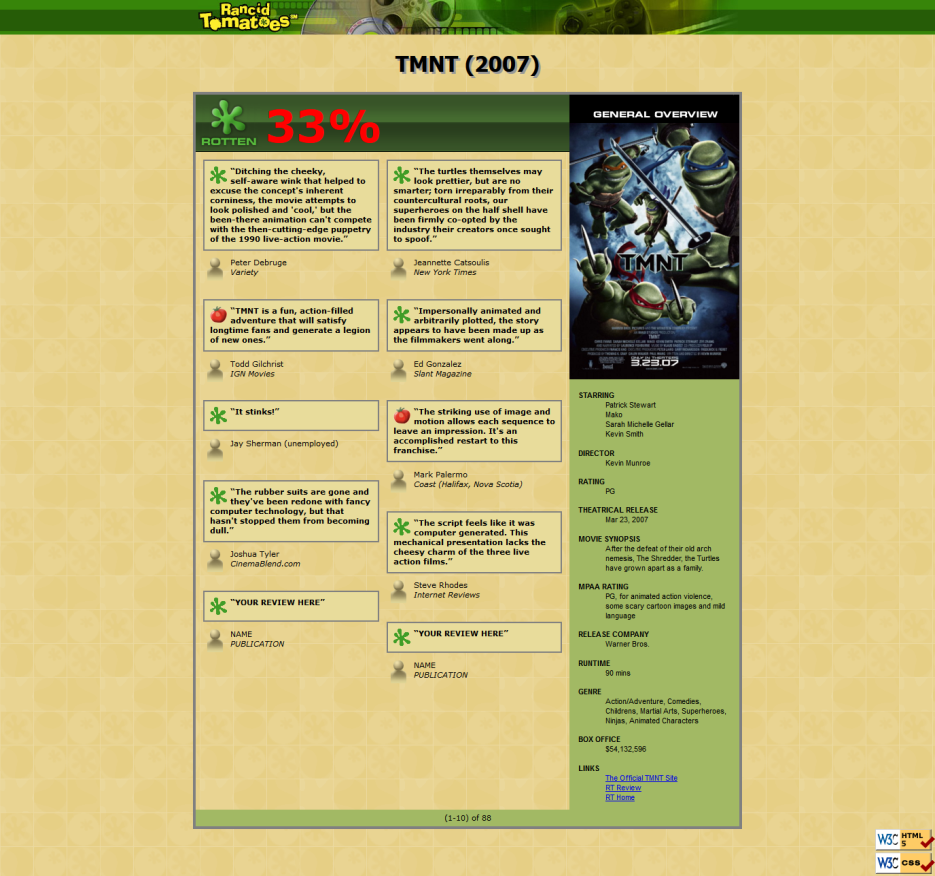 Rancid
Tomatoes
TMNT (2007)
ROTTEN
33%
“Ditching the cheeky,
self-aware wink that helped to
excuse the concept's inherent
corniness, the movie attempts to
look polished and 'cool,' but the
been-there animation can't compete
with the then-cutting-edge puppetry
of the 1990 live-action movie.”
Peter Debruge
Variety
“TMNT is a fun, action-filled
adventure that will satisfy
longtime fans and generate a legion
of new ones.”
Todd Gilchrist
IGN Movies
“It stinks!”
Jay Sherman (unemployed)
“The rubber suits are gone and
they've been redone with fancy
computer technology, but that
hasn't stopped them from becoming
dull.”
Joshua Tyler
CinemaBlend.com
“YOUR REVIEW HERE”
NAME
PUBLICATION
“The turtles themselves may
look prettier, but are no
smarter; torn irreparably from their
countercultural roots, our
superheroes on the half shell have
been firmly co-opted by the
industry their creators once sought
to spoof.”
Jeannette Catsoulis
New York Times
“Impersonally animated and
arbitrarily plotted, the story
appears to have been made up as
the filmmakers went along.”
Ed Gonzalez
Slant Magazine
“The striking use of image and
motion allows each sequence to
leave an impression. It's an
accomplished restart to this
franchise.”
Mark Palermo
Coast (Halifax, Nova Scotia)
“The script feels like it was
computer generated. This
mechanical presentation lacks the
cheesy charm of the three live
action films.”
Steve Rhodes
Internet Reviews
“YOUR REVIEW HERE”
NAME
PUBLICATION
GENERAL OVERVIEW
TMNT
3.23.07
STARRING
Patrick Stewart
Mako
Sarah Michelle Gellar
Kevin Smith
DIRECTOR
Kevin Munroe
RATING
PG
THEATRICAL RELEASE
Mar 23, 2007
MOVIE SYNOPSIS
After the defeat of their old arch
nemesis, The Shredder, the Turtles
have grown apart as a family.
MPAA RATING
PG, for animated action violence,
some scary cartoon images and mild
language
RELEASE COMPANY
Warner Bros.
RUNTIME
90 mins
GENRE
Action/Adventure, Comedies,
Childrens, Martial Arts, Superheroes,
Ninjas, Animated Characters
BOX OFFICE
$54,132,596
LINKS
The Official TMNT Site
RT Review
RT Home
(1-10) of 88
W3C HTML
5
W3C CSS